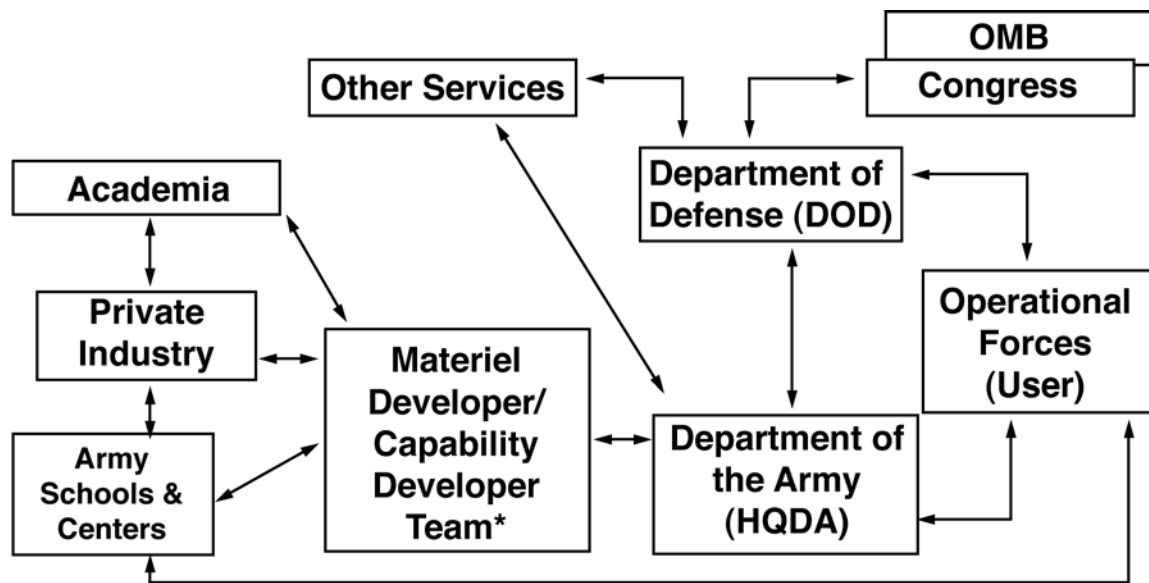 OMB
Congress
Other Services
Department of
Defense (DOD)
Academia
Private
Industry
Operational
Forces
(User)
Materiel
Developer/
Capability
Developer
Team*
Department of
the Army
(HQDA)
Army
Schools &
Centers